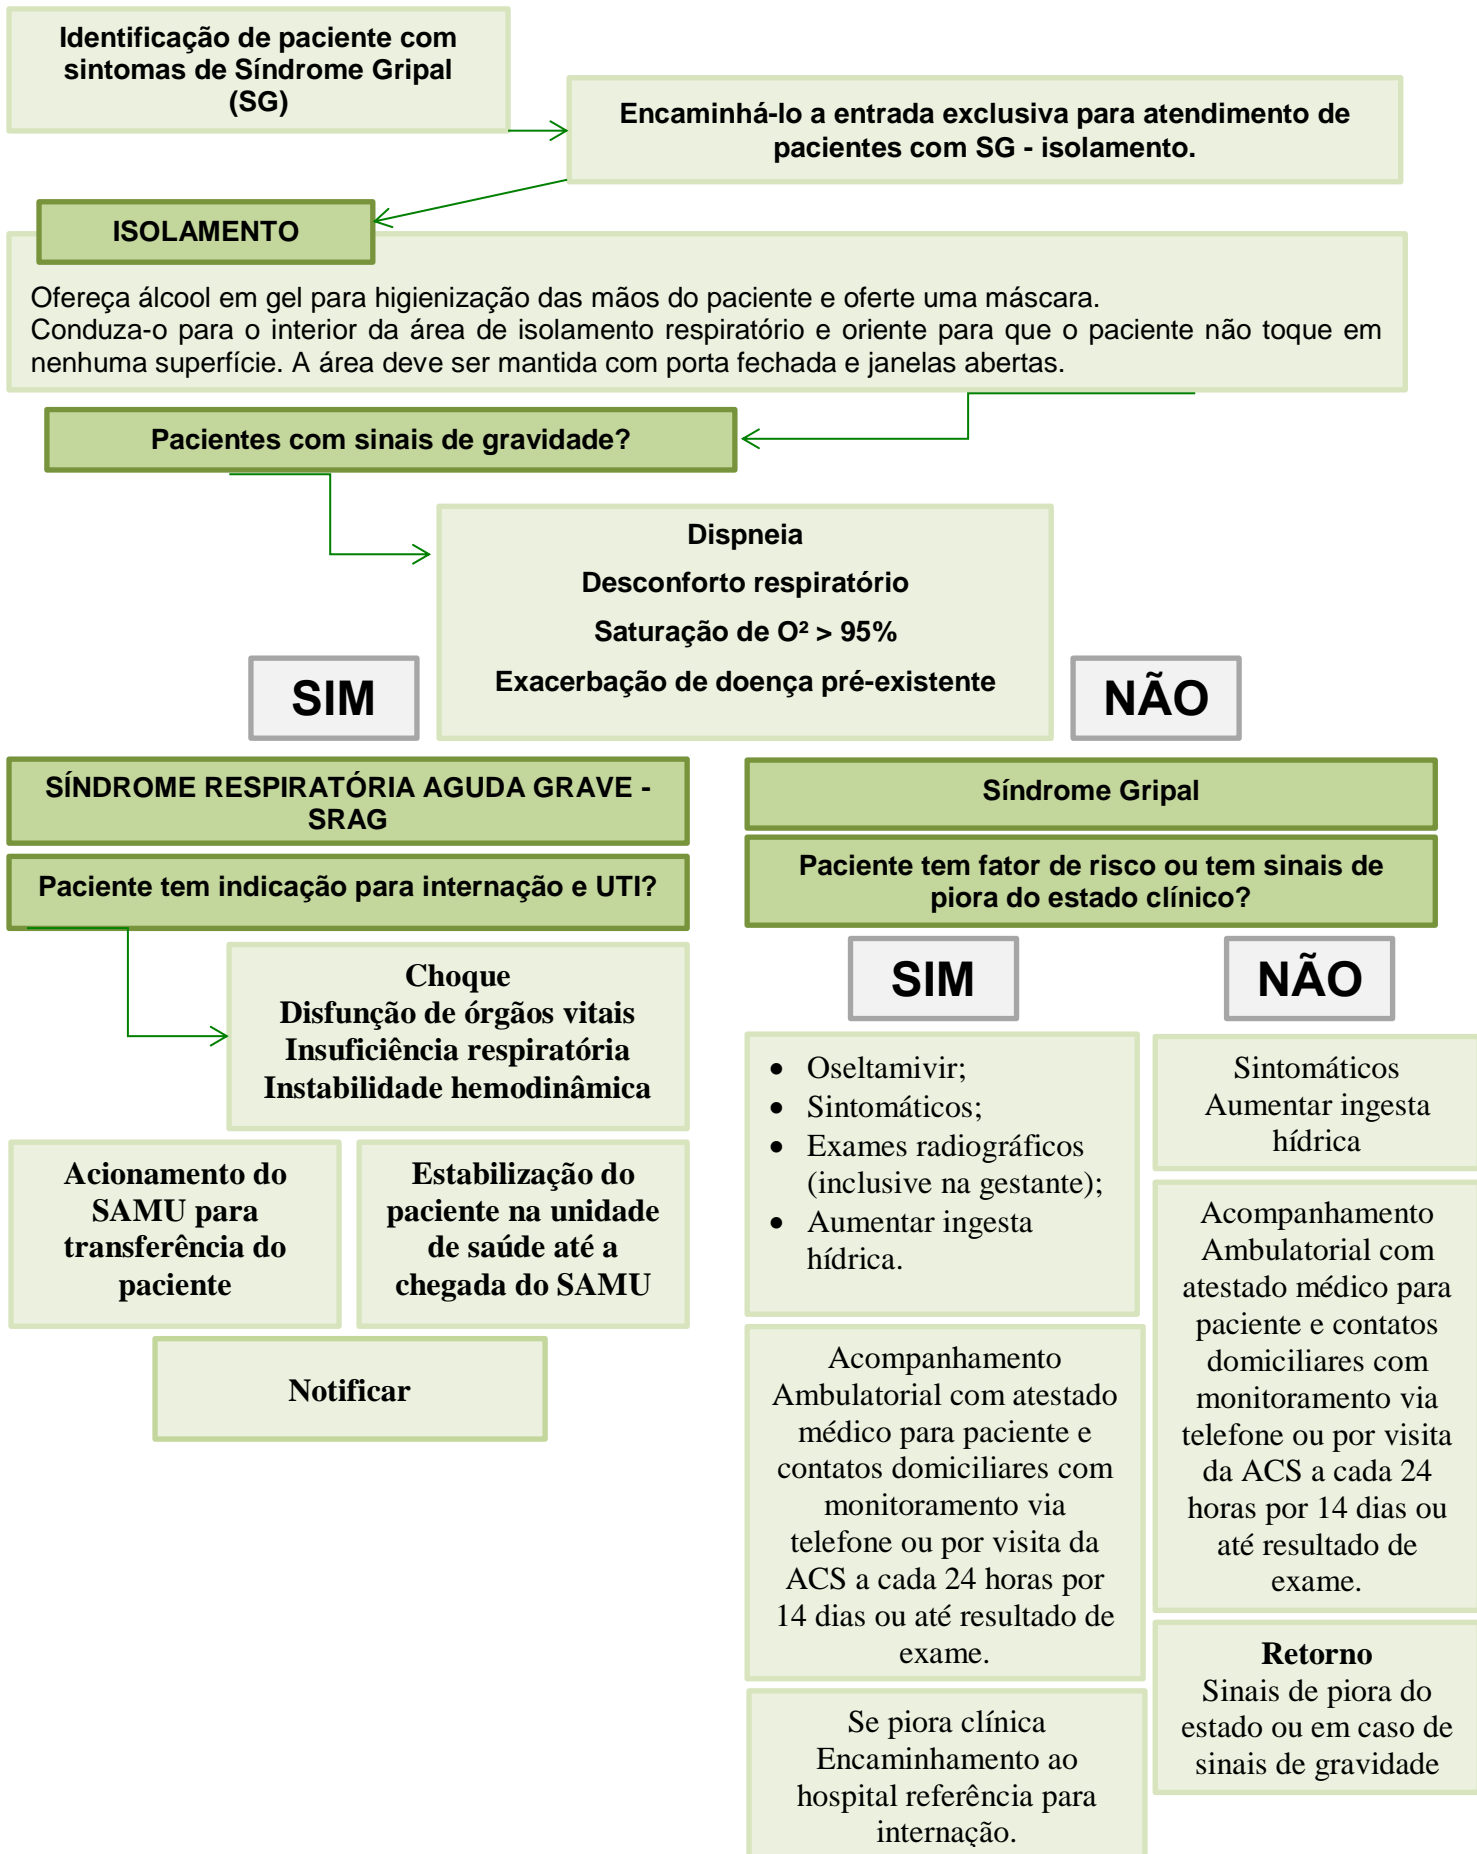 Identificação de paciente com
sintomas de Síndrome Gripal
(SG)
Encaminhá-lo a entrada exclusiva para atendimento de
pacientes com SG - isolamento.
ISOLAMENTO
Ofereça álcool em gel para higienização das mãos do paciente e oferte uma máscara.
Conduza-o para o interior da área de isolamento respiratório e oriente para que o paciente não toque em
nenhuma superfície. A área deve ser mantida com porta fechada e janelas abertas.
Pacientes com sinais de gravidade?
Dispneia
Desconforto respiratório
Saturação de O² > 95%
Exacerbação de doença pré-existente
SIM
NÃO
SÍNDROME RESPIRATÓRIA AGUDA GRAVE -
SRAG
Paciente tem indicação para internação e UTI?
Choque
Disfunção de órgãos vitais
Insuficiência respiratória
Instabilidade hemodinâmica
Acionamento do
SAMU para
transferência do
paciente
Estabilização do
paciente na unidade
de saúde até a
chegada do SAMU
Notificar
Síndrome Gripal
Paciente tem fator de risco ou tem sinais de
piora do estado clínico?
SIM
NÃO
• Oseltamivir;
• Sintomáticos;
• Exames radiográficos
(inclusive na gestante);
• Aumentar ingesta
hídrica.
Acompanhamento
Ambulatorial com atestado
médico para paciente e
contatos domiciliares com
monitoramento via
telefone ou por visita da
ACS a cada 24 horas por
14 dias ou até resultado de
exame.
Se piora clínica
Encaminhamento ao
hospital referência para
internação.
Sintomáticos
Aumentar ingesta
hídrica
Acompanhamento
Ambulatorial com
atestado médico para
paciente e contatos
domiciliares com
monitoramento via
telefone ou por visita
da ACS a cada 24
horas por 14 dias ou
até resultado de
exame.
Retorno
Sinais de piora do
estado ou em caso de
sinais de gravidade